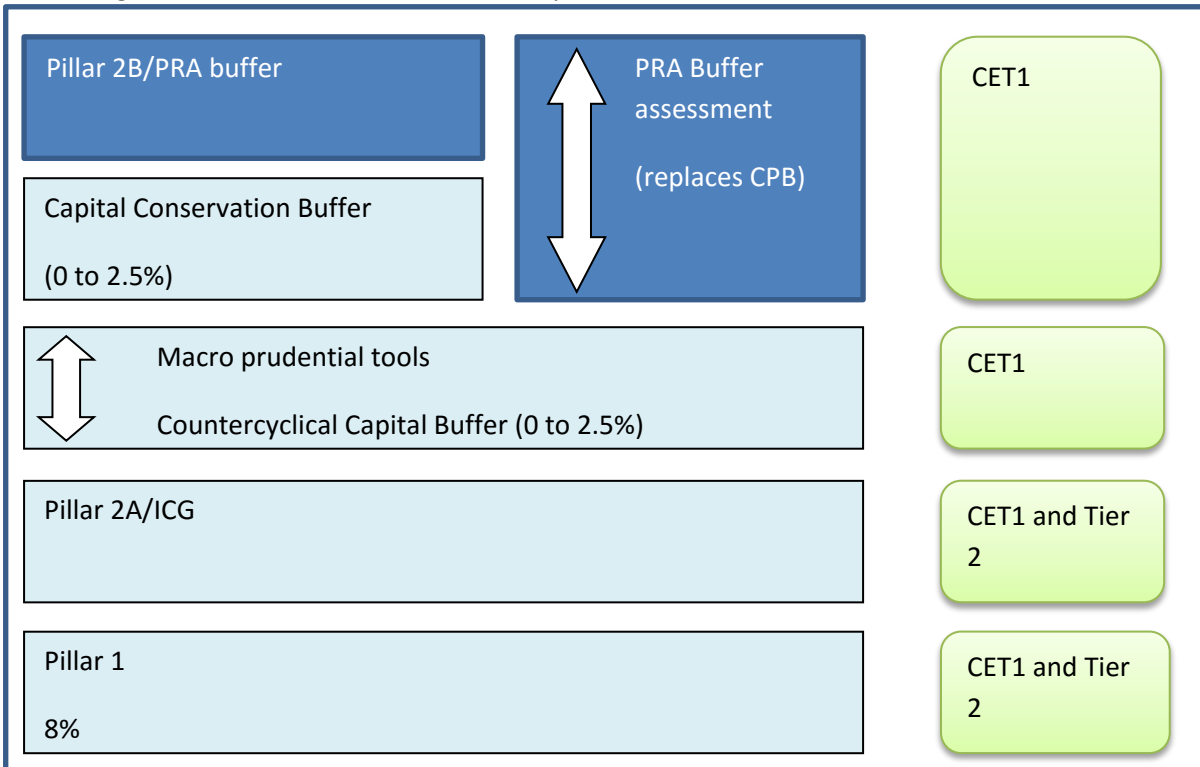 Pillar 2B/PRA buffer
PRA Buffer
assessment
(replaces CPB)
CET1
Capital Conservation Buffer
(0 to 2.5%)
Macro prudential tools
Countercyclical Capital Buffer (0 to 2.5%)
CET1
Pillar 2A/ICG
CET1 and Tier
2
Pillar 1
8%
CET1 and Tier
2